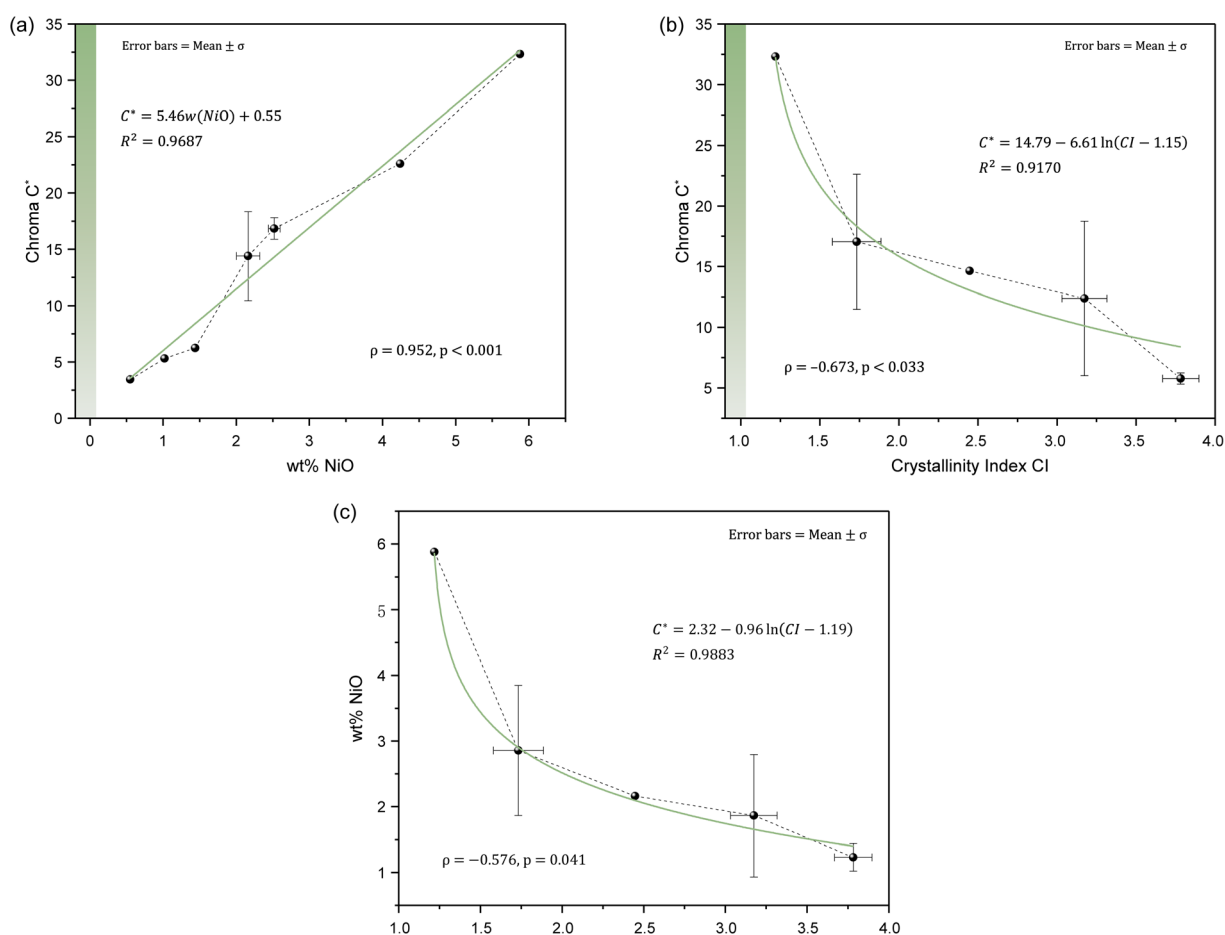 (a)
35
30
25
20
15
10
5
0
Chroma C*
Error bars = Mean ± σ
C* = 5.46w(NiO) + 0.55
R² = 0.9687
ρ = 0.952, p < 0.001
0 1 2 3 4 5 6
wt% NiO
(b)
35
30
25
20
15
10
5
Chroma C*
Error bars = Mean ± σ
C* = 14.79 − 6.61 ln(CI − 1.15)
R² = 0.9170
ρ = –0.673, p < 0.033
1.0 1.5 2.0 2.5 3.0 3.5 4.0
Crystallinity Index CI
(c)
6
5
4
3
2
1
wt% NiO
Error bars = Mean ± σ
C* = 2.32 − 0.96 ln(CI − 1.19)
R² = 0.9883
ρ = −0.576, p = 0.041
1.0 1.5 2.0 2.5 3.0 3.5 4.0